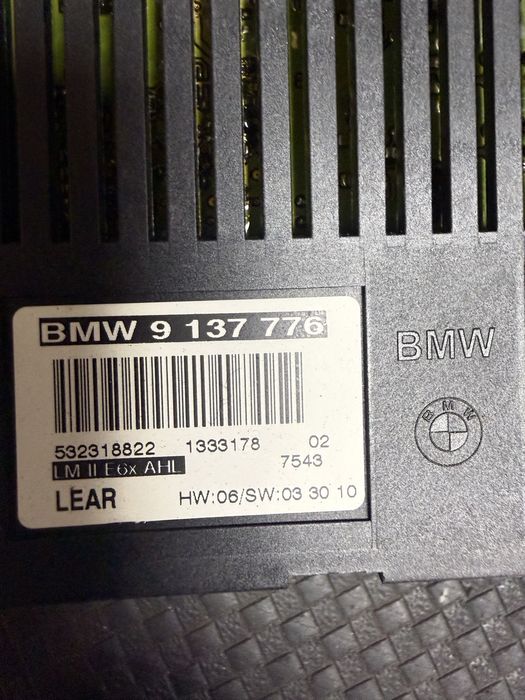 BMW 9 137 776
532318822 1333178 02
LM II E6x AHL 7543
LEAR HW:06/SW:03 30 10
BMW
BMW